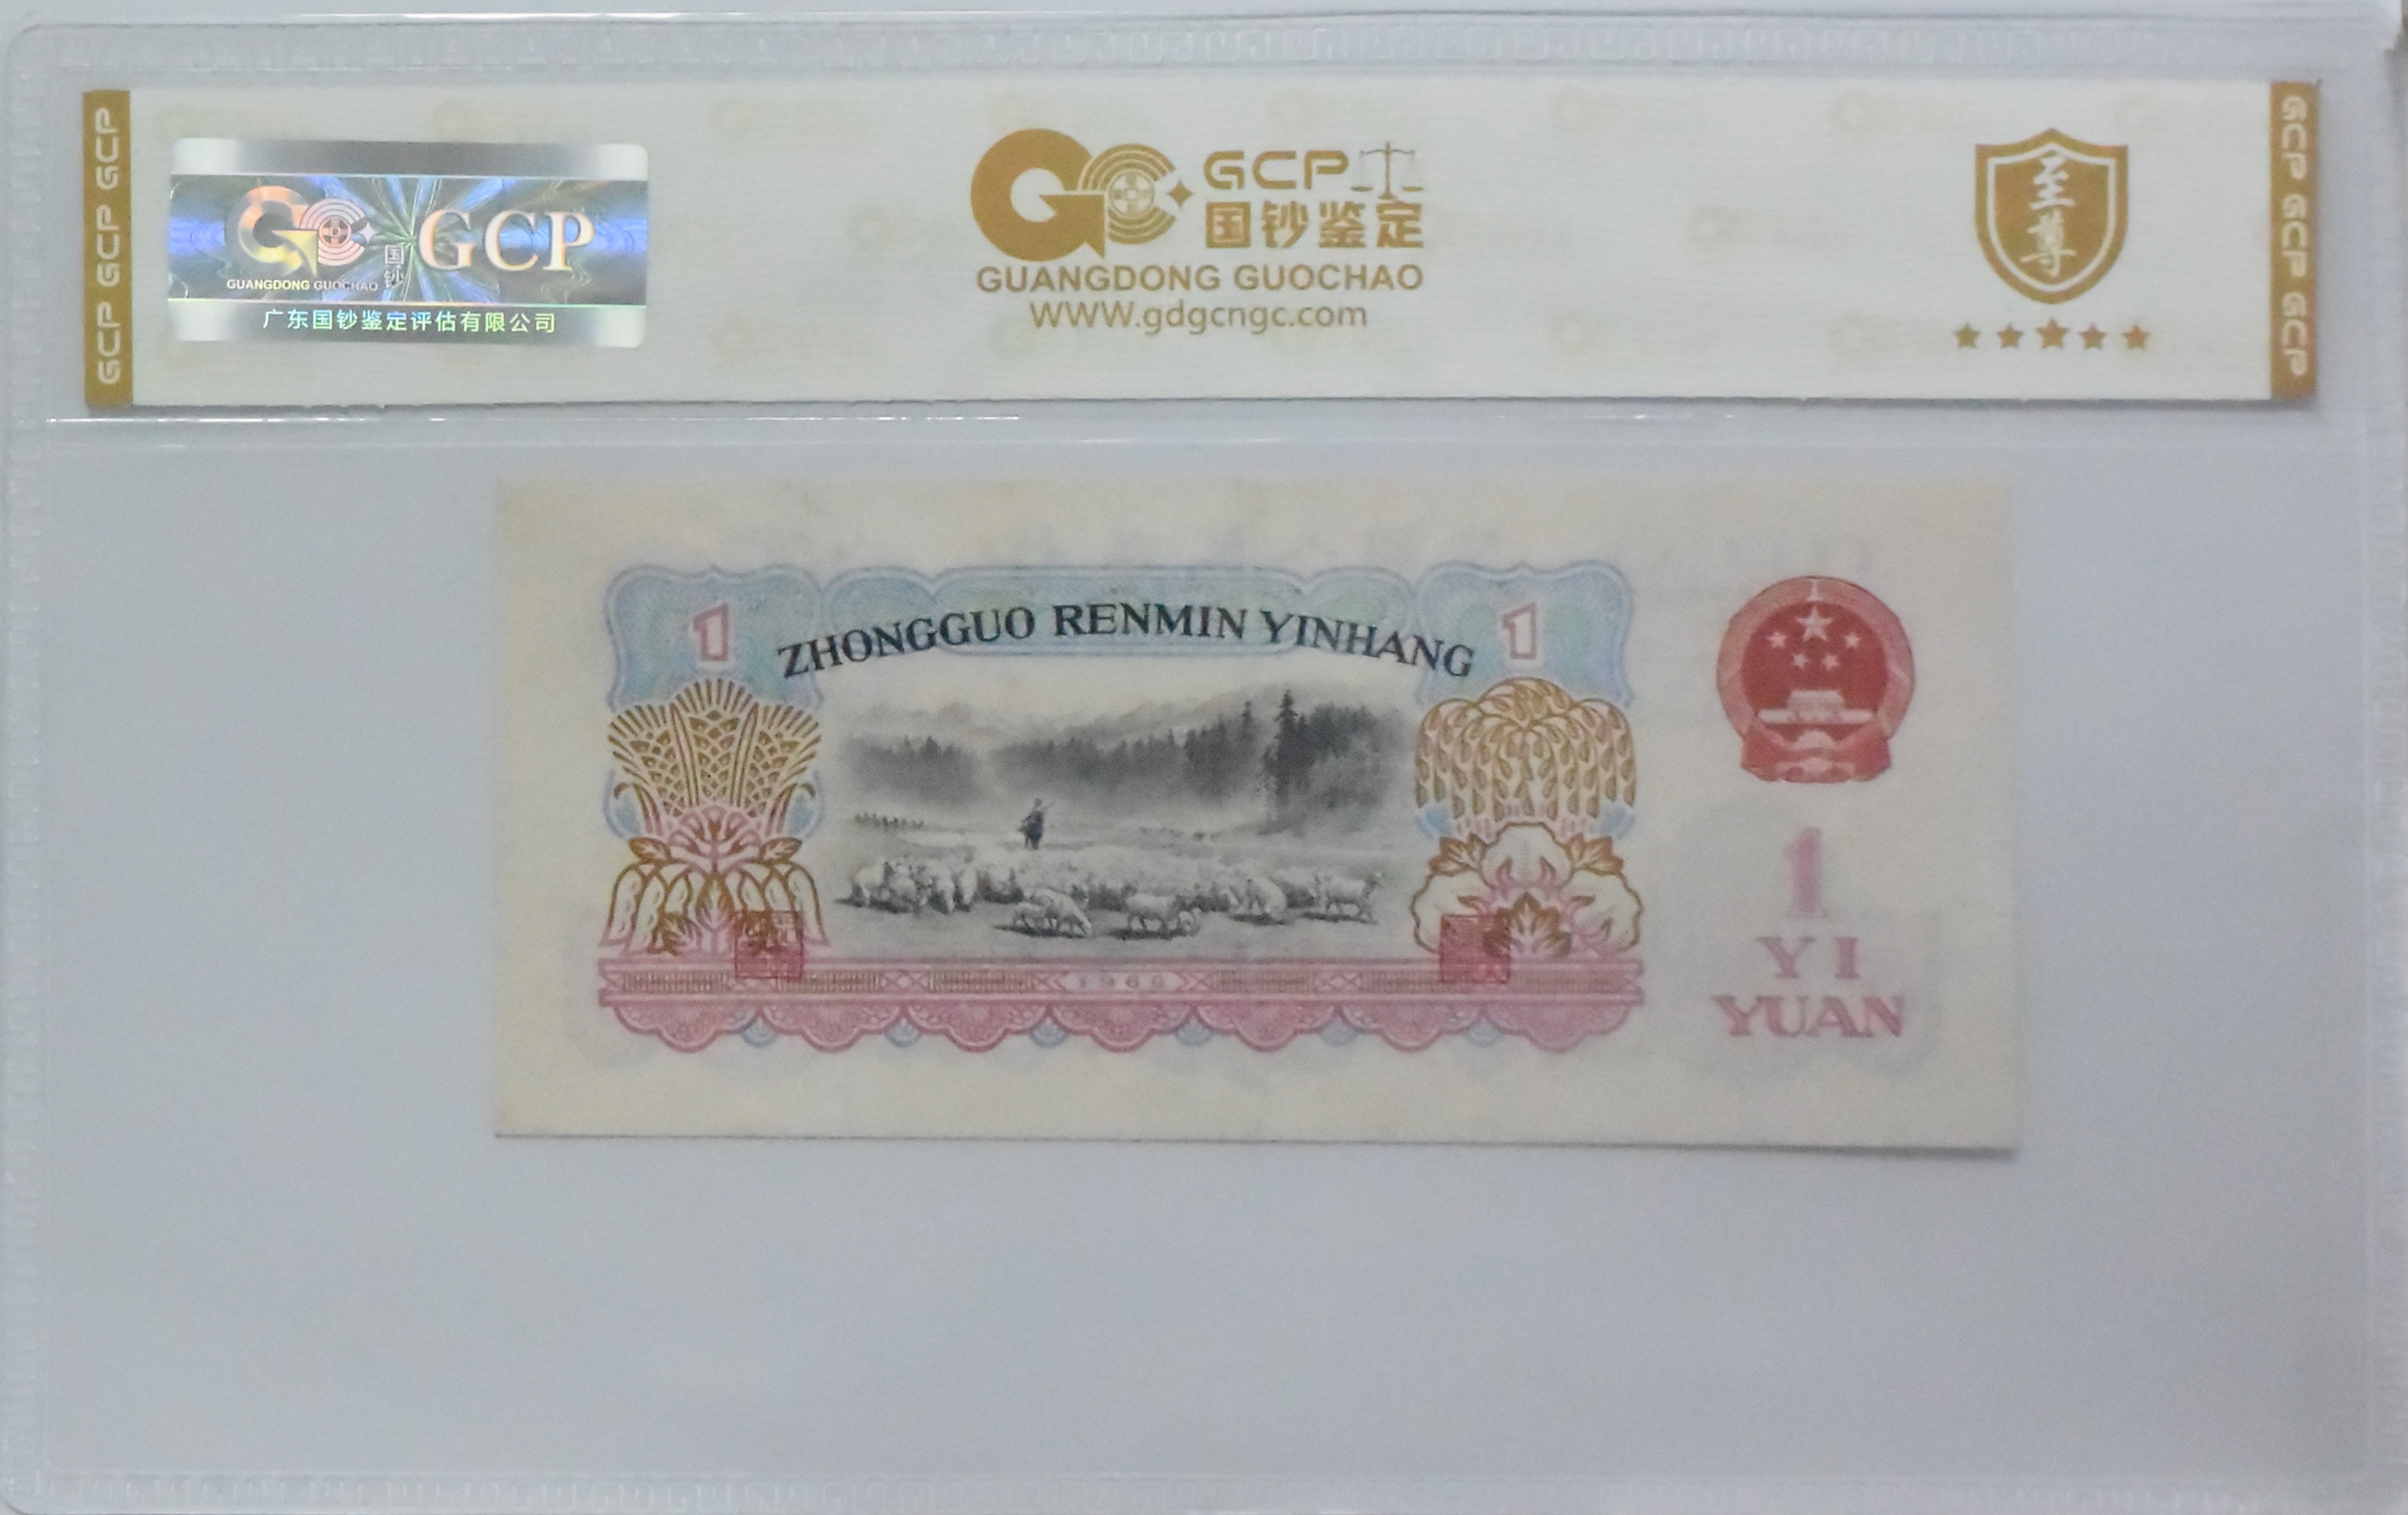 GCP GCP GCP
国钞
GCP
GUANGDONG GUOCHAO
广东国钞鉴定评估有限公司
GCP
国钞鉴定
GUANGDONG GUOCHAO
WWW.gdgcngc.com
至尊
GCP GCP GCP
1
ZHONGGUO RENMIN YINHANG
1
1960
1
YI
YUAN